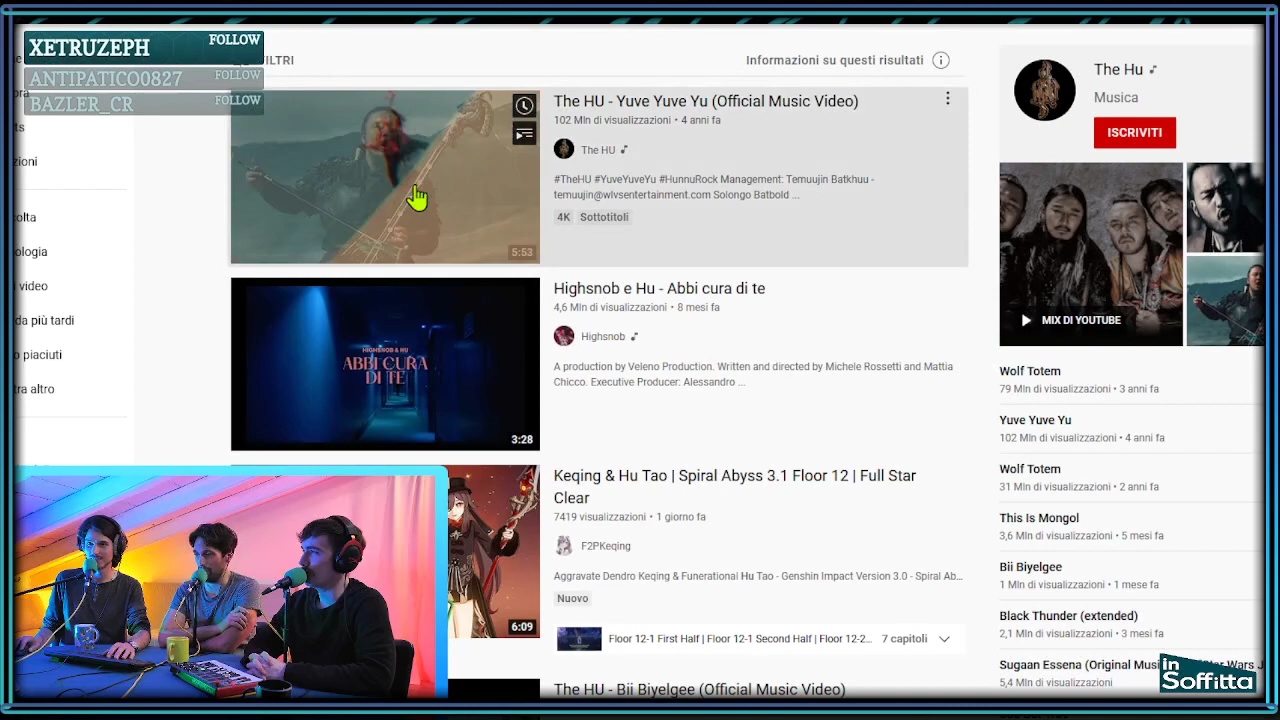 XETRUZEPH FOLLOW
ANTIPATICO0827 FOLLOW
BAZLER_CR FOLLOW
ILTRI
Informazioni su questi risultati
zioni
olta
ologia
video
da più tardi
o piaciuti
tra altro
The HU - Yuve Yuve Yu (Official Music Video)
102 Mln di visualizzazioni • 4 anni fa
The HU
#TheHU #YuveYuveYu #HunnuRock Management: Temuujin Batkhuu -
temuujin@wlvsentertainment.com Solongo Batbold ...
4K Sottotitoli
5:53
Highsnob e Hu - Abbi cura di te
4,6 Mln di visualizzazioni • 8 mesi fa
Highsnob
A production by Veleno Production. Written and directed by Michele Rossetti and Mattia
Chicco. Executive Producer: Alessandro ...
HIGHSNOB & HU
ABBI CURA
DI TE
3:28
Keqing & Hu Tao | Spiral Abyss 3.1 Floor 12 | Full Star
Clear
7419 visualizzazioni • 1 giorno fa
F2PKeqing
Aggravate Dendro Keqing & Funerational Hu Tao - Genshin Impact Version 3.0 - Spiral Ab...
Nuovo
6:09
Floor 12-1 First Half | Floor 12-1 Second Half | Floor 12-2... 7 capitoli
The HU - Bii Biyelgee (Official Music Video)
The Hu
Musica
ISCRIVITI
MIX DI YOUTUBE
Wolf Totem
79 Mln di visualizzazioni • 3 anni fa
Yuve Yuve Yu
102 Mln di visualizzazioni • 4 anni fa
Wolf Totem
31 Mln di visualizzazioni • 2 anni fa
This Is Mongol
3,6 Mln di visualizzazioni • 5 mesi fa
Bii Biyelgee
1 Mln di visualizzazioni • 1 mese fa
Black Thunder (extended)
2,1 Mln di visualizzazioni • 3 mesi fa
Sugaan Essena (Original Musi Star Wars J
5,4 Mln di visualizzazioni
in
Soffitta